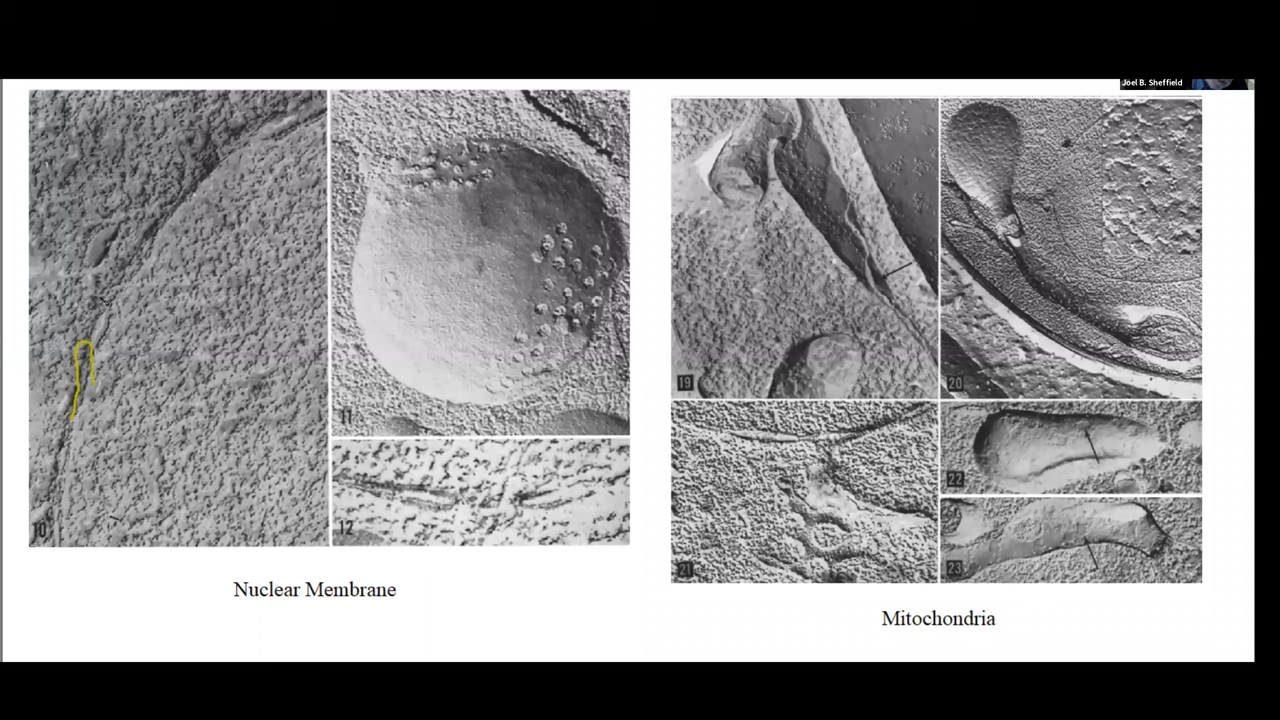 Joel B. Sheffield
10
11
12
Nuclear Membrane
19
20
21
22
23
Mitochondria